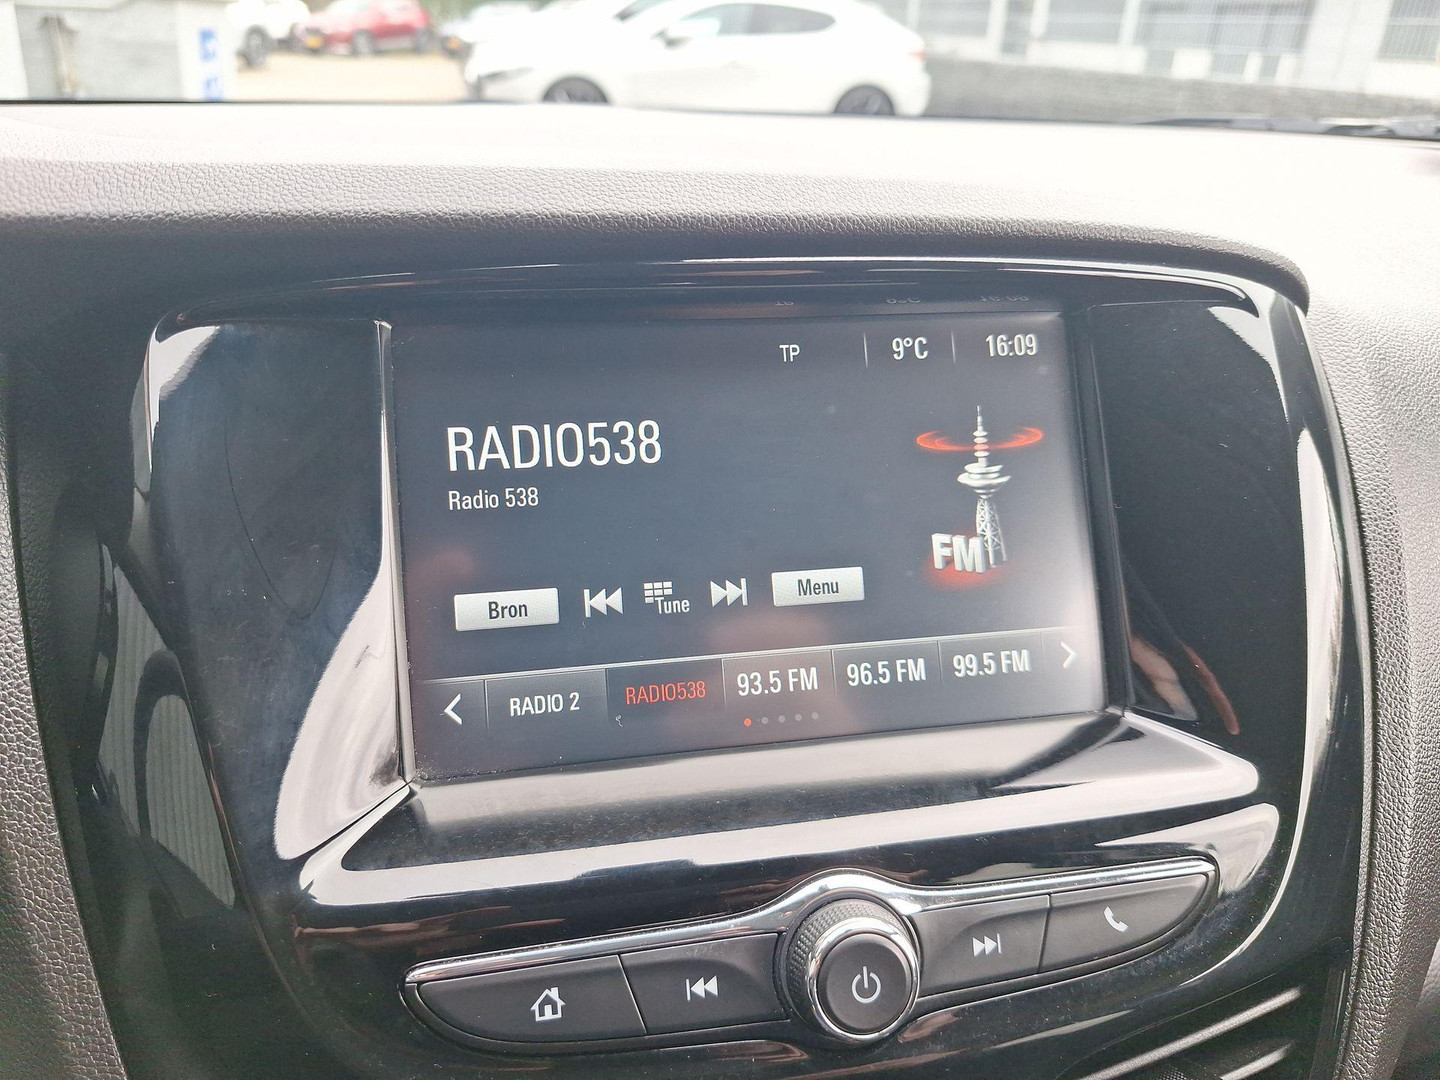 TP 9°C 16:09
RADIO538
Radio 538
FM
Bron Tune Menu
RADIO 2 RADIO538 93.5 FM 96.5 FM 99.5 FM